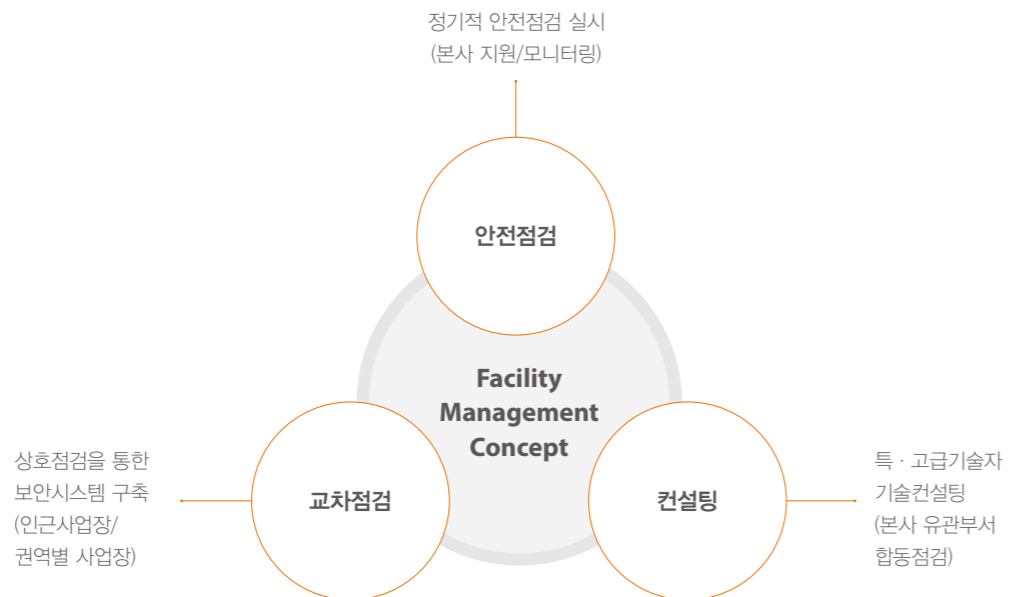 정기적 안전점검 실시
(본사 지원/모니터링)
안전점검
Facility
Management
Concept
상호점검을 통한
보안시스템 구축
(인근사업장/
권역별 사업장)
교차점검
컨설팅
특 · 고급기술자
기술컨설팅
(본사 유관부서
합동점검)